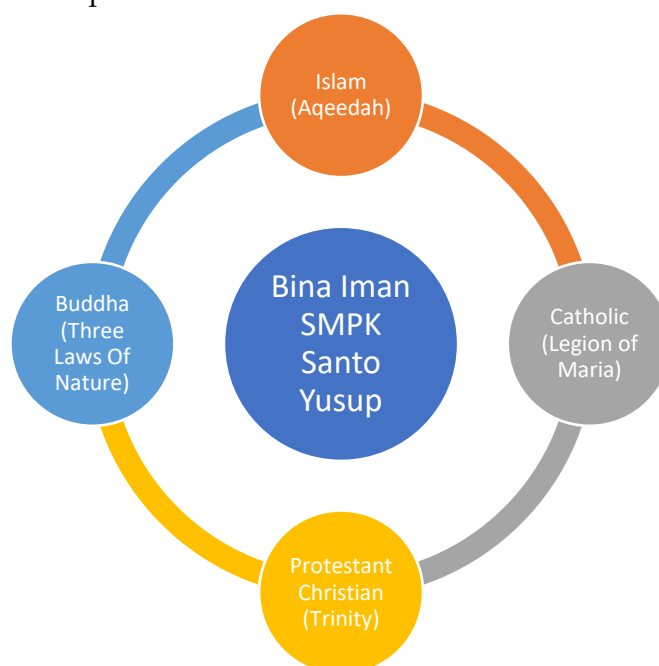 Islam
(Aqeedah)
Bina Iman
SMPK
Santo
Yusup
Buddha
(Three
Laws Of
Nature)
Catholic
(Legion of
Maria)
Protestant
Christian
(Trinity)